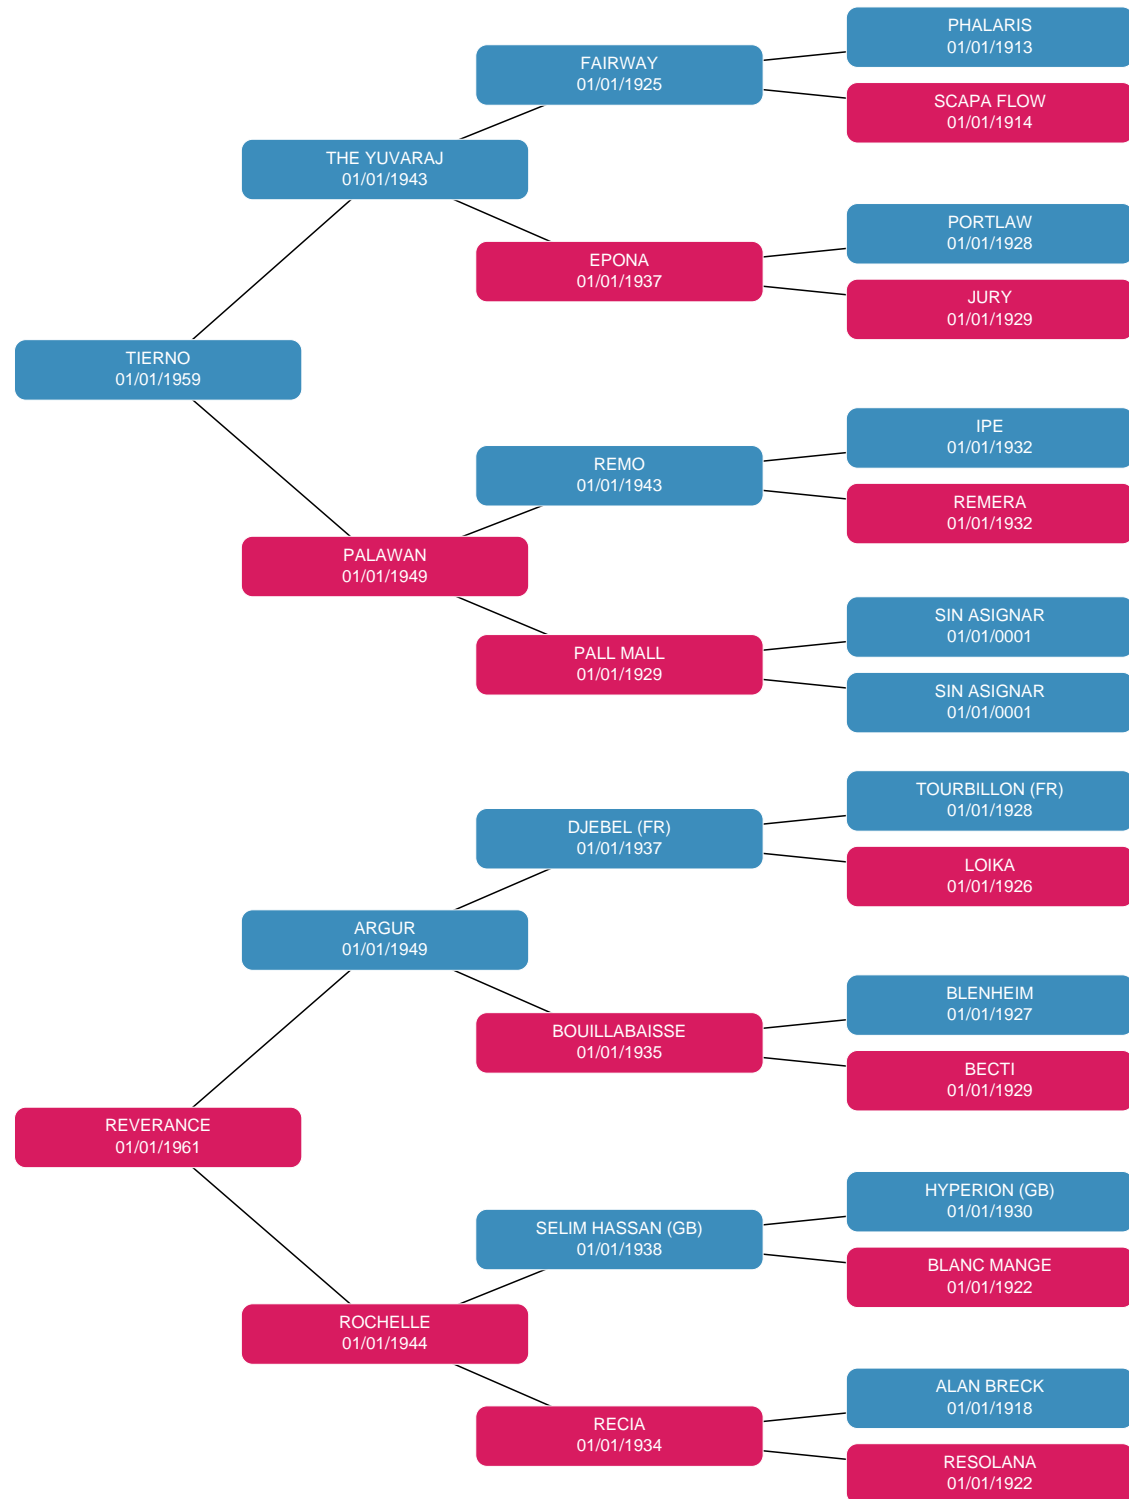 PHALARIS
01/01/1913
FAIRWAY
01/01/1925
SCAPA FLOW
01/01/1914
THE YUVARAJ
01/01/1943
PORTLAW
01/01/1928
EPONA
01/01/1937
JURY
01/01/1929
TIERNO
01/01/1959
IPE
01/01/1932
REMO
01/01/1943
REMERA
01/01/1932
PALAWAN
01/01/1949
SIN ASIGNAR
01/01/0001
PALL MALL
01/01/1929
SIN ASIGNAR
01/01/0001
TOURBILLON (FR)
01/01/1928
DJEBEL (FR)
01/01/1937
LOIKA
01/01/1926
ARGUR
01/01/1949
BLENHEIM
01/01/1927
BOUILLABAISSE
01/01/1935
BECTI
01/01/1929
REVERANCE
01/01/1961
HYPERION (GB)
01/01/1930
SELIM HASSAN (GB)
01/01/1938
BLANC MANGE
01/01/1922
ROCHELLE
01/01/1944
ALAN BRECK
01/01/1918
RECIA
01/01/1934
RESOLANA
01/01/1922